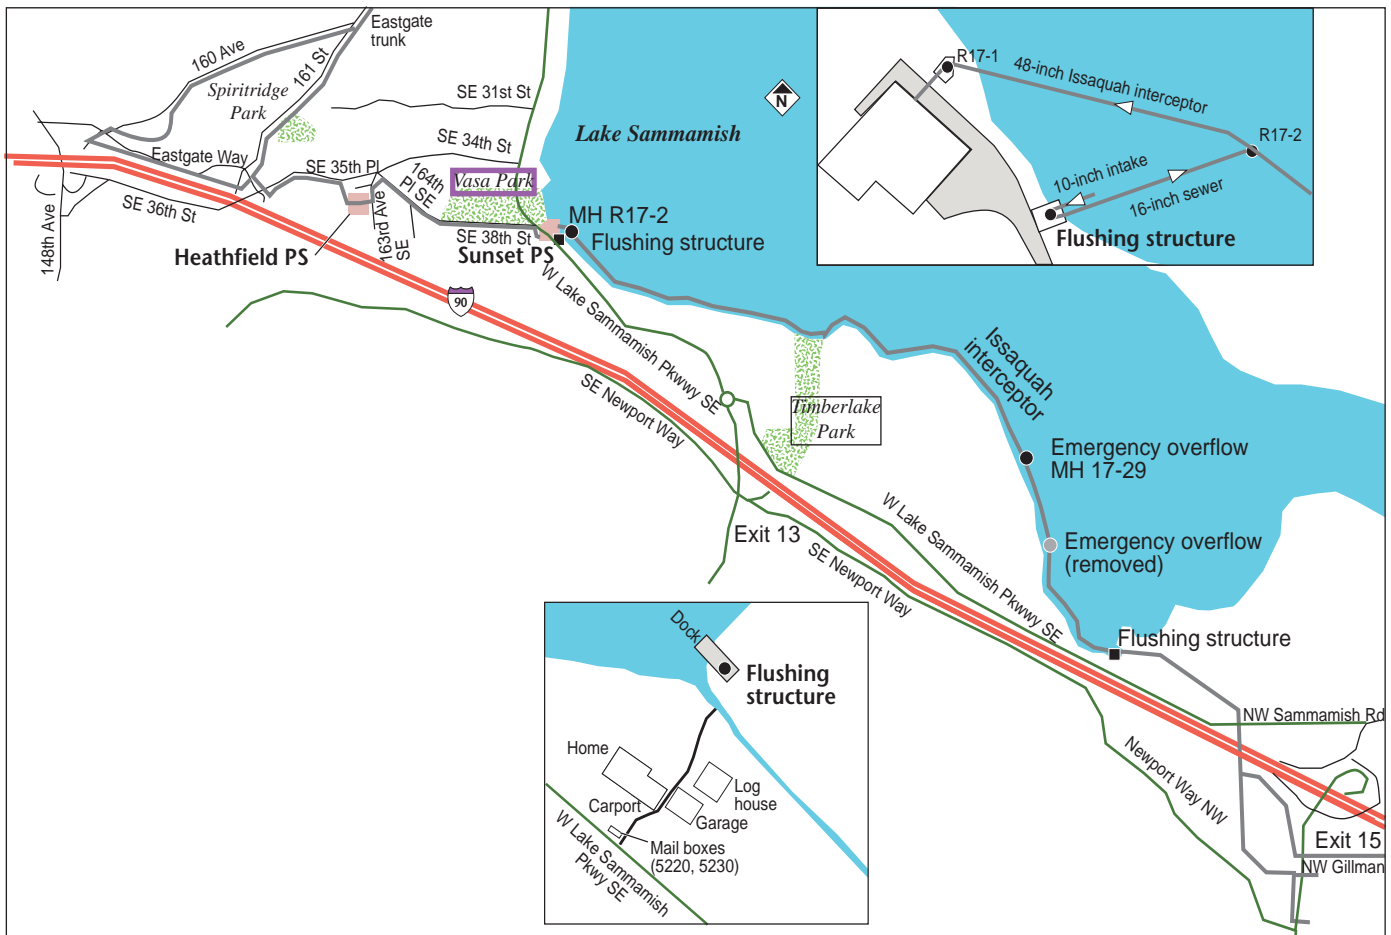 Eastgate
trunk
160 Ave
161 St
Spiritridge
Park
SE 31st St
SE 34th St
Eastgate Way
SE 35th Pl
164th
Pl SE
Vasa Park
148th Ave
SE 36th St
163rd Ave
SE
SE 38th St
Heathfield PS
Sunset PS
MH R17-2
Flushing structure
Lake Sammamish
N
90
R17-1
48-inch Issaquah interceptor
R17-2
10-inch intake
16-inch sewer
Flushing structure
W Lake Sammamish Pkwwy SE
SE Newport Way
Timberlake
Park
Issaquah
interceptor
Emergency overflow
MH 17-29
Emergency overflow
(removed)
Exit 13
SE Newport Way
W Lake Sammamish Pkwwy SE
Flushing structure
NW Sammamish Rd
Newport Way NW
Exit 15
NW Gillman
Dock
Flushing
structure
Home
Carport
Log
house
Garage
Mail boxes
(5220, 5230)
W Lake Sammamish
Pkwy SE